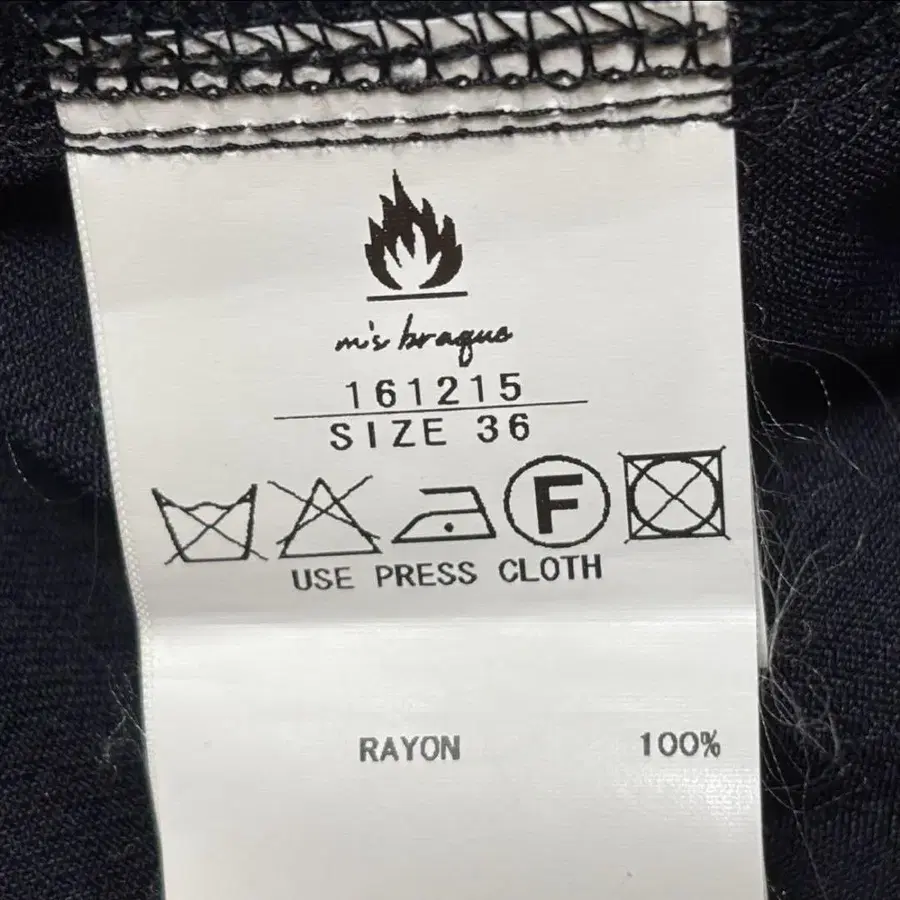 m's braque
161215
SIZE 36
F
USE PRESS CLOTH
RAYON 100%